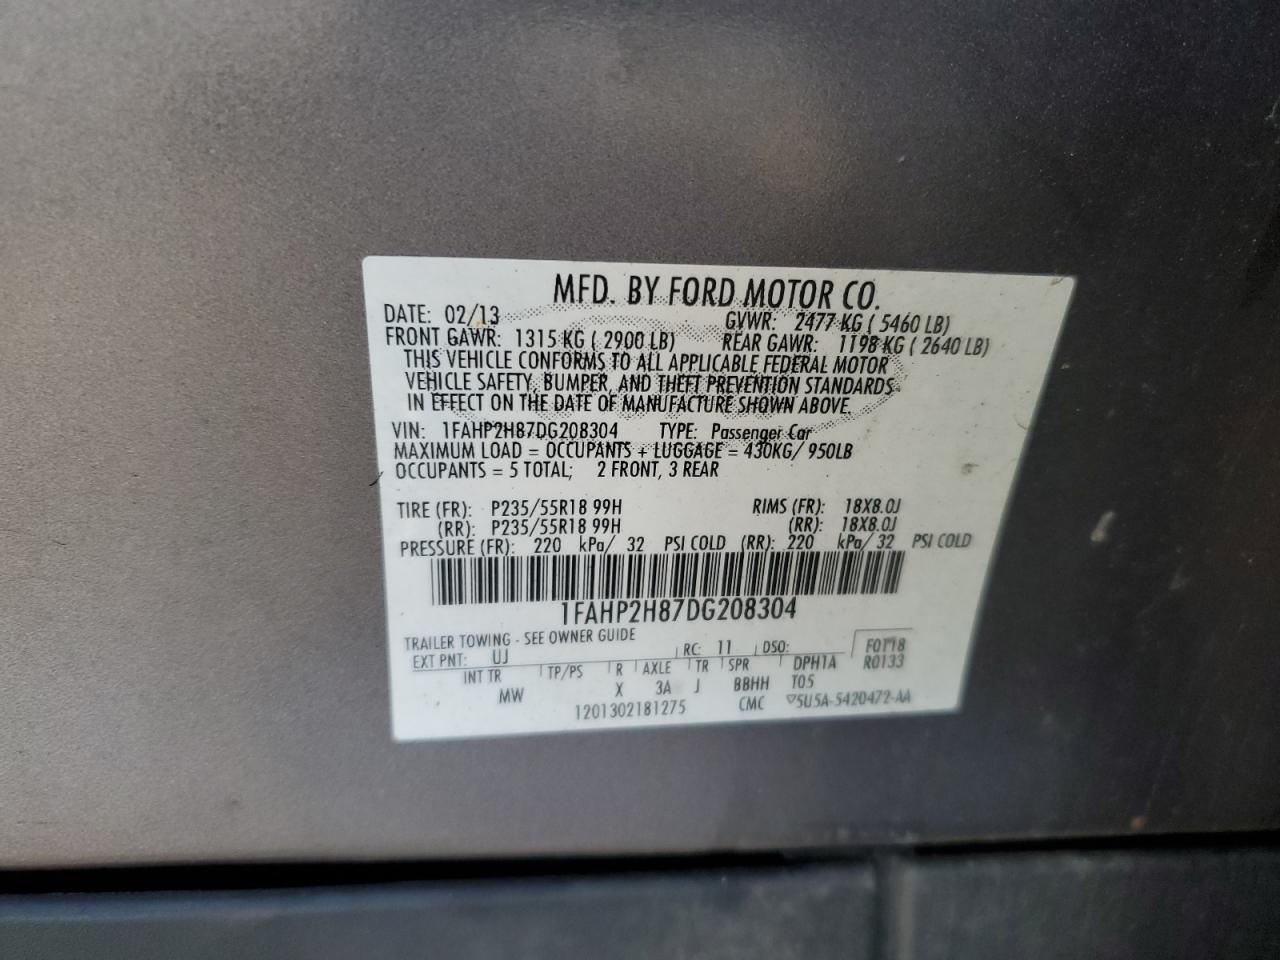 MFD. BY FORD MOTOR CO.
DATE: 02/13 GVWR: 2477 KG ( 5460 LB)
FRONT GAWR: 1315 KG ( 2900 LB) REAR GAWR: 1198 KG ( 2640 LB)
THIS VEHICLE CONFORMS TO ALL APPLICABLE FEDERAL MOTOR
VEHICLE SAFETY, BUMPER, AND THEFT PREVENTION STANDARDS
IN EFFECT ON THE DATE OF MANUFACTURE SHOWN ABOVE.
VIN: 1FAHP2H87DG208304 TYPE: Passenger Car
MAXIMUM LOAD = OCCUPANTS + LUGGAGE = 430KG/ 950LB
OCCUPANTS = 5 TOTAL; 2 FRONT, 3 REAR
TIRE (FR): P235/55R18 99H RIMS (FR): 18X8.0J
(RR): P235/55R18 99H (RR): 18X8.0J
PRESSURE (FR): 220 kPa/ 32 PSI COLD (RR): 220 kPa/ 32 PSI COLD
1FAHP2H87DG208304
TRAILER TOWING - SEE OWNER GUIDE
EXT PNT: UJ RC: 11 DSO: F0118
R0133
INT TR TP/PS R AXLE TR SPR DPH1A
MW X 3A J BBHH T05
1201302181275 CMC 5U5A-5420472-AA